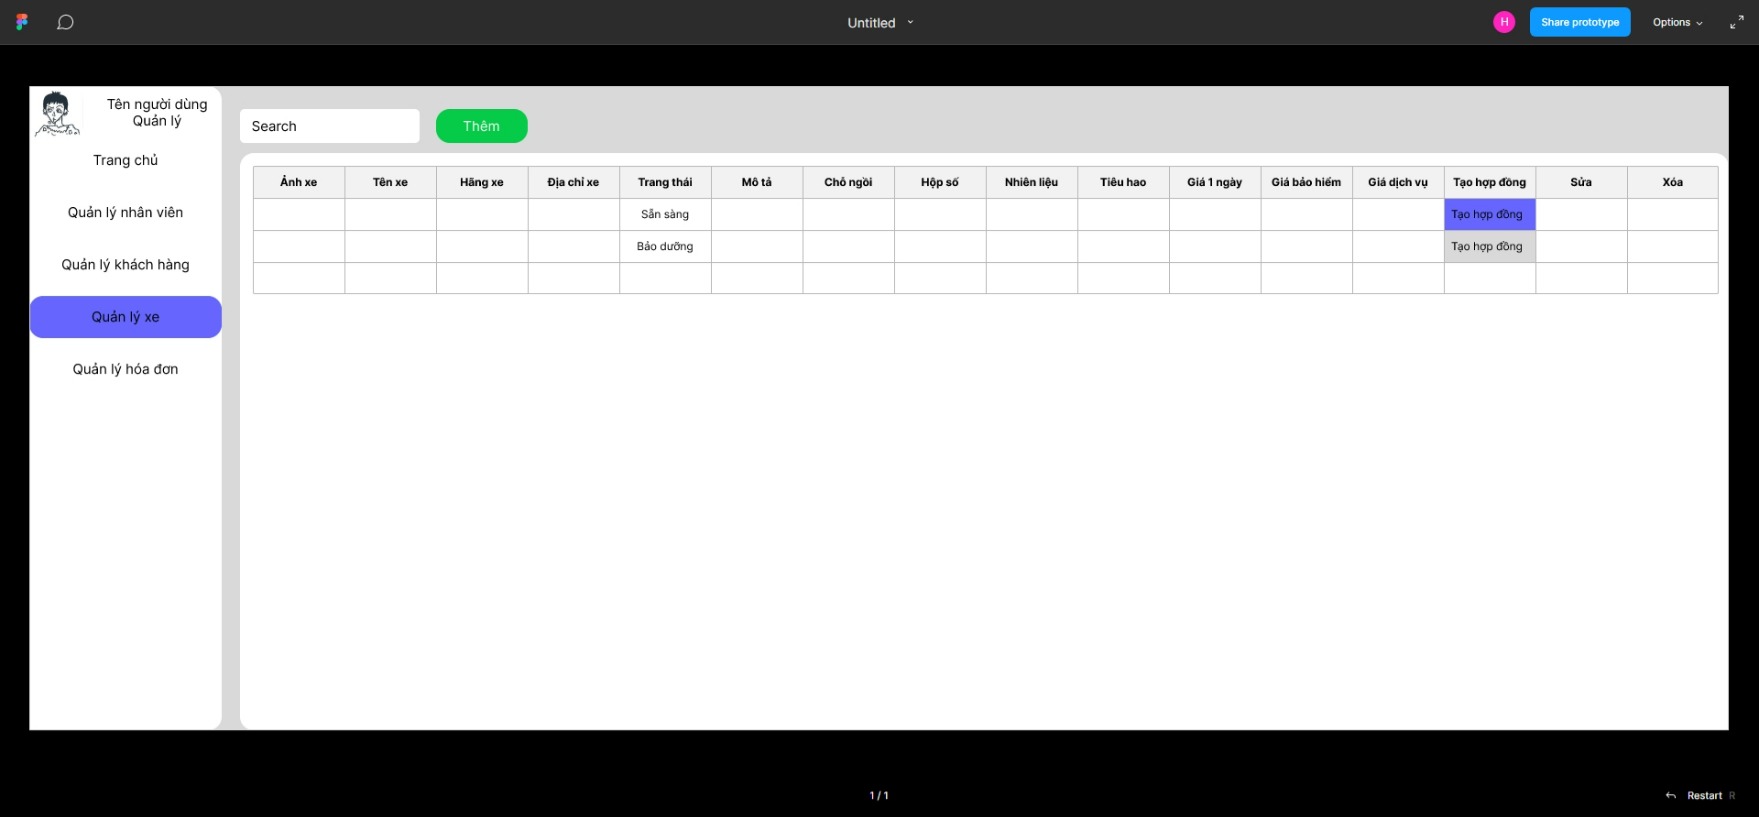 Untitled
H
Share prototype
Options
Tên người dùng
Quản lý
Trang chủ
Quản lý nhân viên
Quản lý khách hàng
Quản lý xe
Quản lý hóa đơn
Search
Thêm
Ảnh xe Tên xe Hãng xe Địa chỉ xe Trang thái Mô tả Chỗ ngồi Hộp số Nhiên liệu Tiêu hao Giá 1 ngày Giá bảo hiểm Giá dịch vụ Tạo hợp đồng Sửa Xóa
Sẵn sàng Tạo hợp đồng
Bảo dưỡng Tạo hợp đồng
1 / 1
Restart R